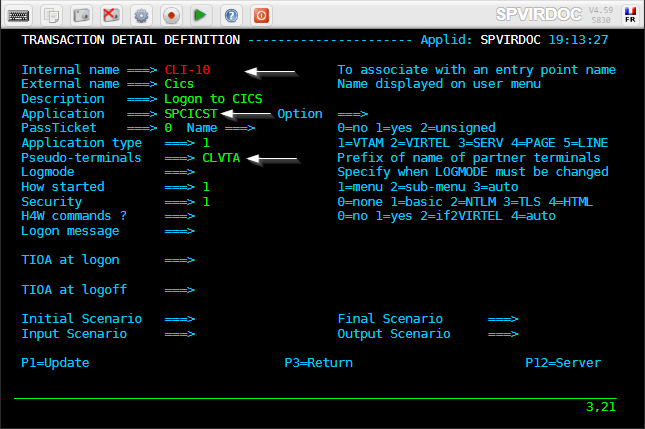 SPVIRDOC V4.59
S830 FR
TRANSACTION DETAIL DEFINITION ---------------------- Applid: SPVIRDOC 19:13:27
Internal name ===> CLI-10 To associate with an entry point name
External name ===> Cics Name displayed on user menu
Description ===> Logon to CICS
Application ===> SPCICST Option ===>
PassTicket ===> 0 Name ===> 0=no 1=yes 2=unsigned
Application type ===> 1 1=VTAM 2=VIRTEL 3=SERV 4=PAGE 5=LINE
Pseudo-terminals ===> CLVTA Prefix of name of partner terminals
Logmode ===> Specify when LOGMODE must be changed
How started ===> 1 1=menu 2=sub-menu 3=auto
Security ===> 1 0=none 1=basic 2=NTLM 3=TLS 4=HTML
H4W commands ? ===> 0=no 1=yes 2=if2VIRTEL 4=auto
Logon message ===>
TIOA at logon ===>
TIOA at logoff ===>
Initial Scenario ===> Final Scenario ===>
Input Scenario ===> Output Scenario ===>
P1=Update P3=Return P12=Server
3,21